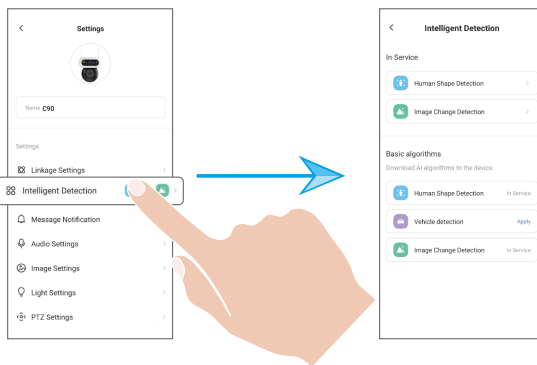 Settings
Name C90
Settings
Linkage Settings
Intelligent Detection
Message Notification
Audio Settings
Image Settings
Light Settings
PTZ Settings
Intelligent Detection
In Service
Human Shape Detection
Image Change Detection
Basic algorithms
Download AI algorithms to the device.
Human Shape Detection In Service
Vehicle detection Apply
Image Change Detection In Service